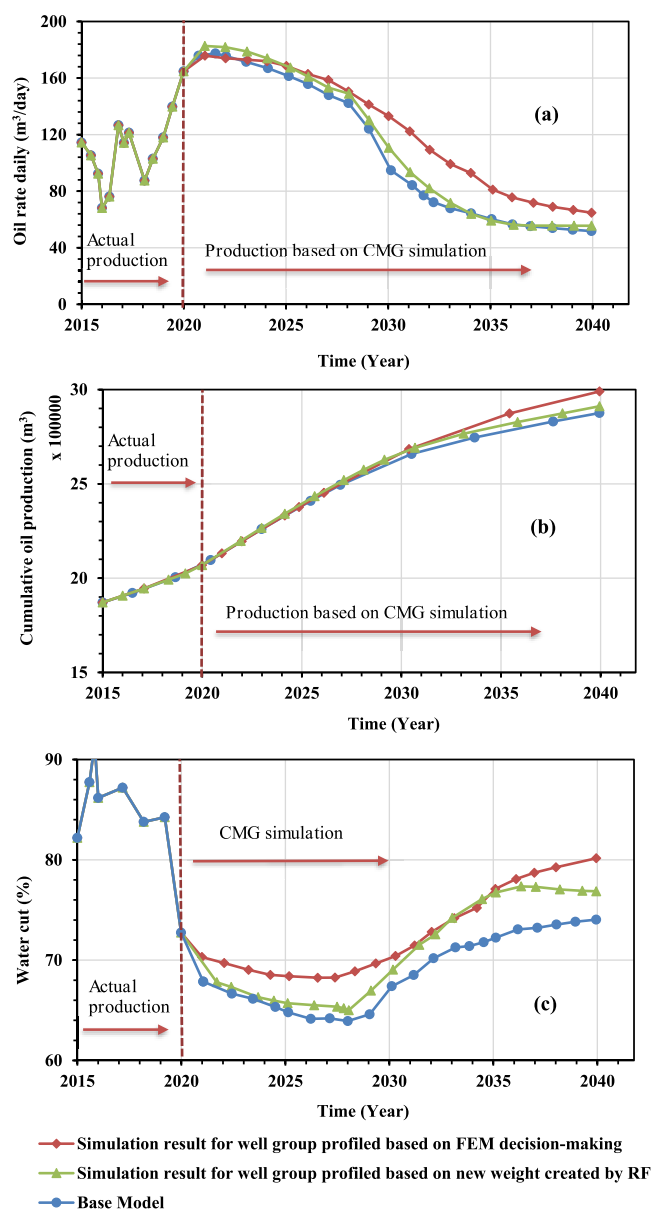 200
160
120
80
40
0
Oil rate daily (m³/day)
(a)
Actual
production
Production based on CMG simulation
2015
2020
2025
2030
2035
2040
Time (Year)
30
25
20
15
Cumulative oil production (m³)
x 100000
Actual
production
(b)
Production based on CMG simulation
2015
2020
2025
2030
2035
2040
Time (Year)
90
80
70
60
Water cut (%)
CMG simulation
Actual
production
(c)
2015
2020
2025
2030
2035
2040
Time (Year)
Simulation result for well group profiled based on FEM decision-making
Simulation result for well group profiled based on new weight created by RF
Base Model